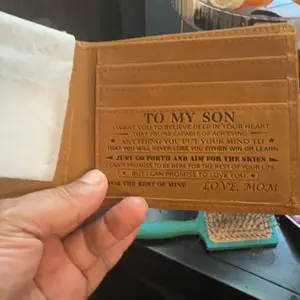 TO MY SON
I WANT YOU TO BELIEVE DEEP IN YOUR HEART
THAT YOU'RE CAPABLE OF ACHIEVING
ANYTHING YOU PUT YOUR MIND TO
THAT YOU WILL NEVER LOSE YOU EITHER WIN OR LEARN
JUST GO FORTH AND AIM FOR THE SKIES
I CAN'T PROMISE TO BE HERE FOR THE REST OF YOUR LIFE
BUT I CAN PROMISE TO LOVE YOU
FOR THE REST OF MINE LOVE, MOM